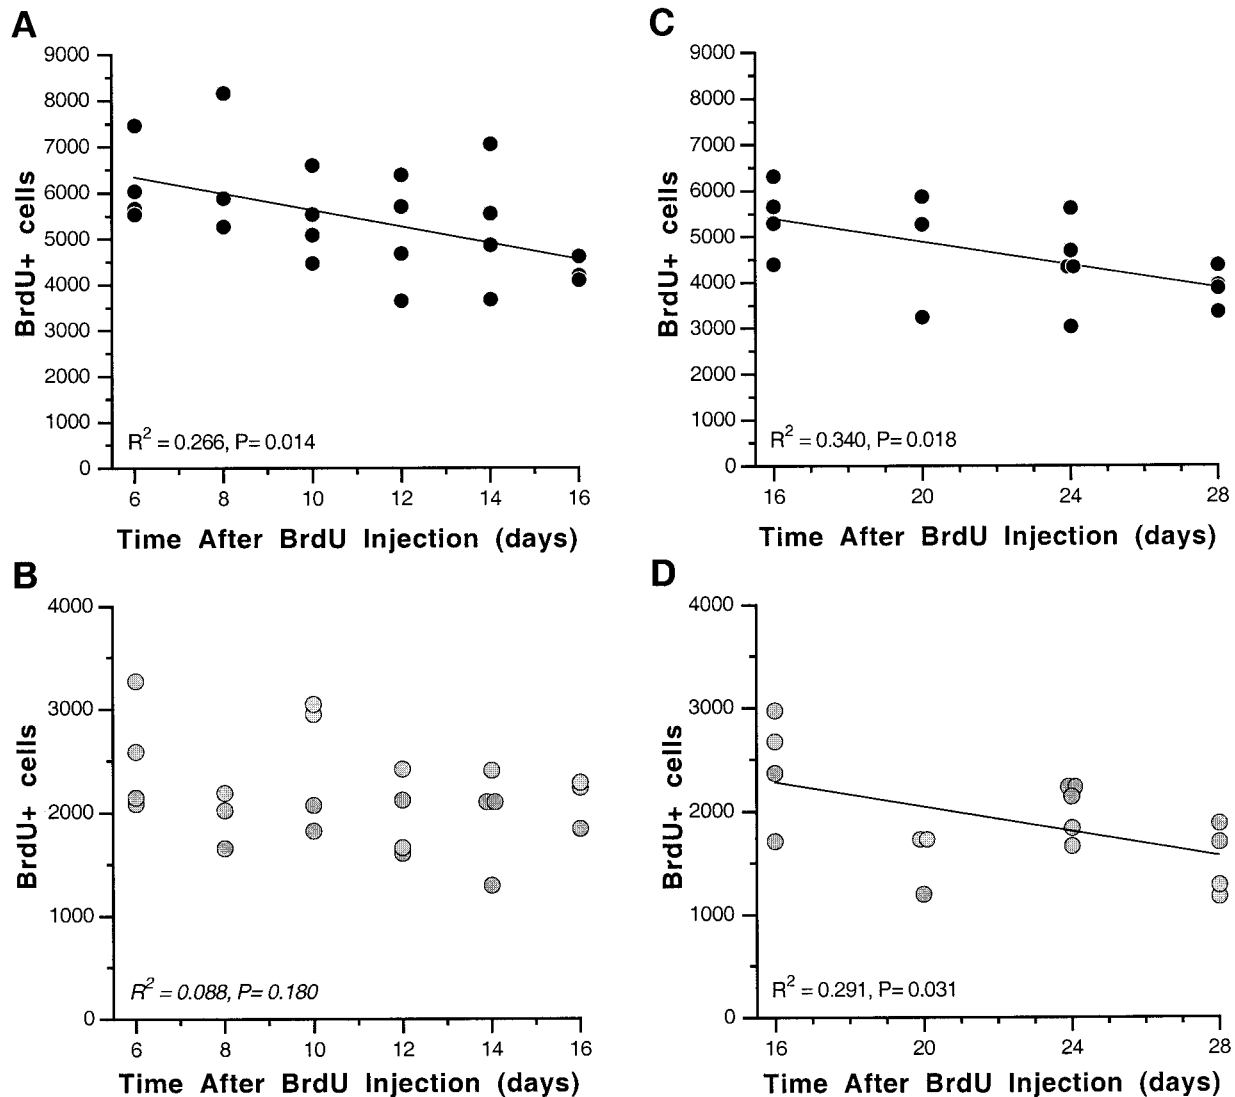 A
9000
8000
7000
6000
5000
4000
3000
2000
1000
0
BrdU+ cells
R² = 0.266, P= 0.014
6 8 10 12 14 16
Time After BrdU Injection (days)
C
9000
8000
7000
6000
5000
4000
3000
2000
1000
0
BrdU+ cells
R² = 0.340, P= 0.018
16 20 24 28
Time After BrdU Injection (days)
B
4000
3000
2000
1000
0
BrdU+ cells
R² = 0.088, P= 0.180
6 8 10 12 14 16
Time After BrdU Injection (days)
D
4000
3000
2000
1000
0
BrdU+ cells
R² = 0.291, P= 0.031
16 20 24 28
Time After BrdU Injection (days)